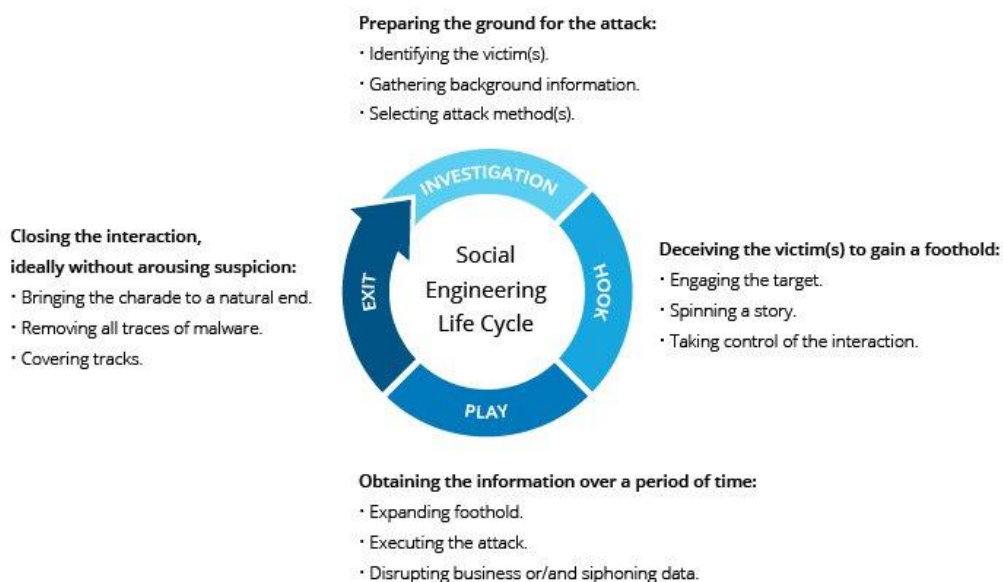 Preparing the ground for the attack:
· Identifying the victim(s).
· Gathering background information.
· Selecting attack method(s).
INVESTIGATION
Closing the interaction,
ideally without arousing suspicion:
· Bringing the charade to a natural end.
· Removing all traces of malware.
· Covering tracks.
EXIT
Social
Engineering
Life Cycle
HOOK
Deceiving the victim(s) to gain a foothold:
· Engaging the target.
· Spinning a story.
· Taking control of the interaction.
PLAY
Obtaining the information over a period of time:
· Expanding foothold.
· Executing the attack.
· Disrupting business or/and siphoning data.